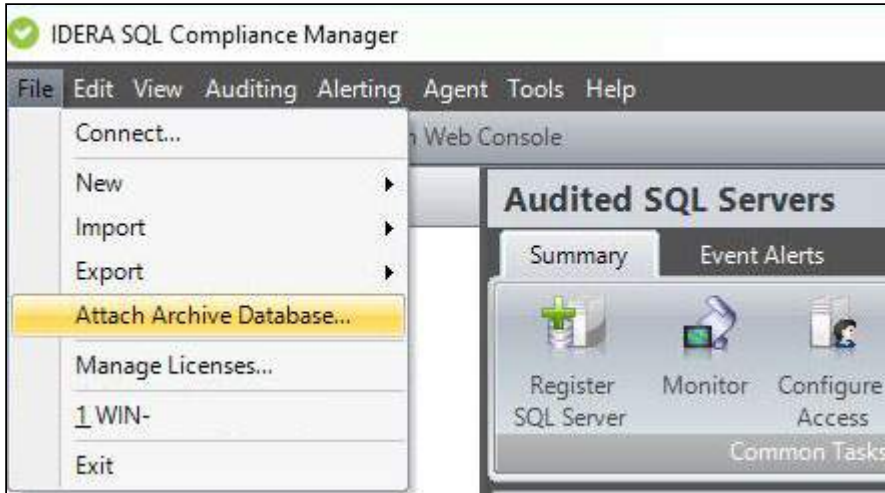 IDERA SQL Compliance Manager
File Edit View Auditing Alerting Agent Tools Help
Connect...
Web Console
New
Import
Export
Attach Archive Database...
Manage Licenses...
1 WIN-
Exit
Audited SQL Servers
Summary Event Alerts
Register SQL Server
Monitor
Configure Access
Common Tasks